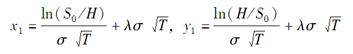 x₁ = ln(S₀/H) / σ √T + λσ √T, y₁ = ln(H/S₀) / σ √T + λσ √T